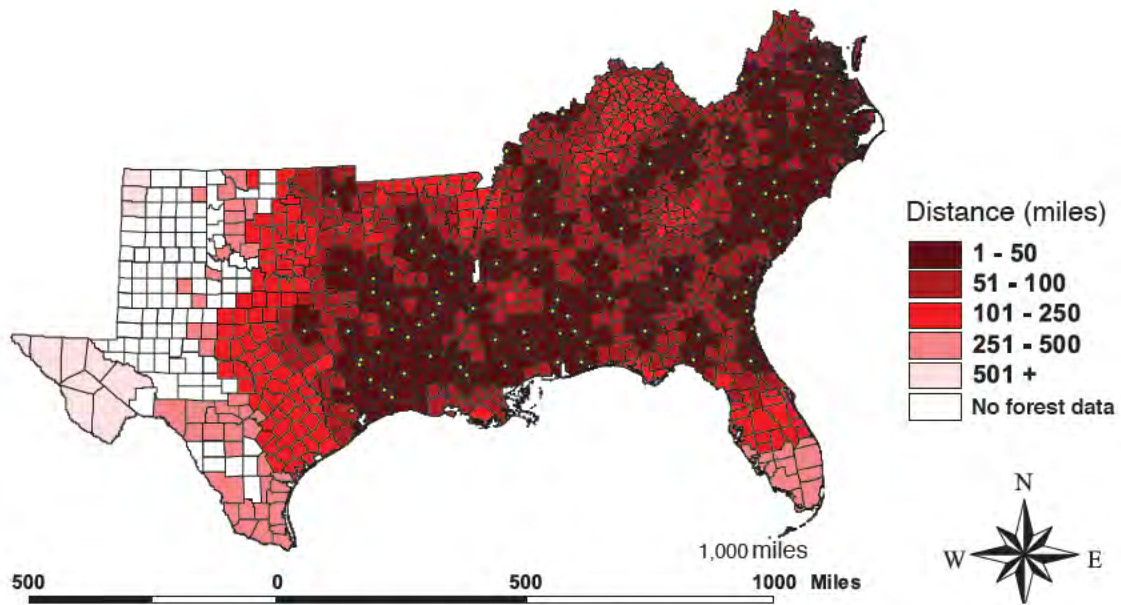 Distance (miles)
1 - 50
51 - 100
101 - 250
251 - 500
501 +
No forest data
N
W E
S
1,000 miles
500 0 500 1000 Miles